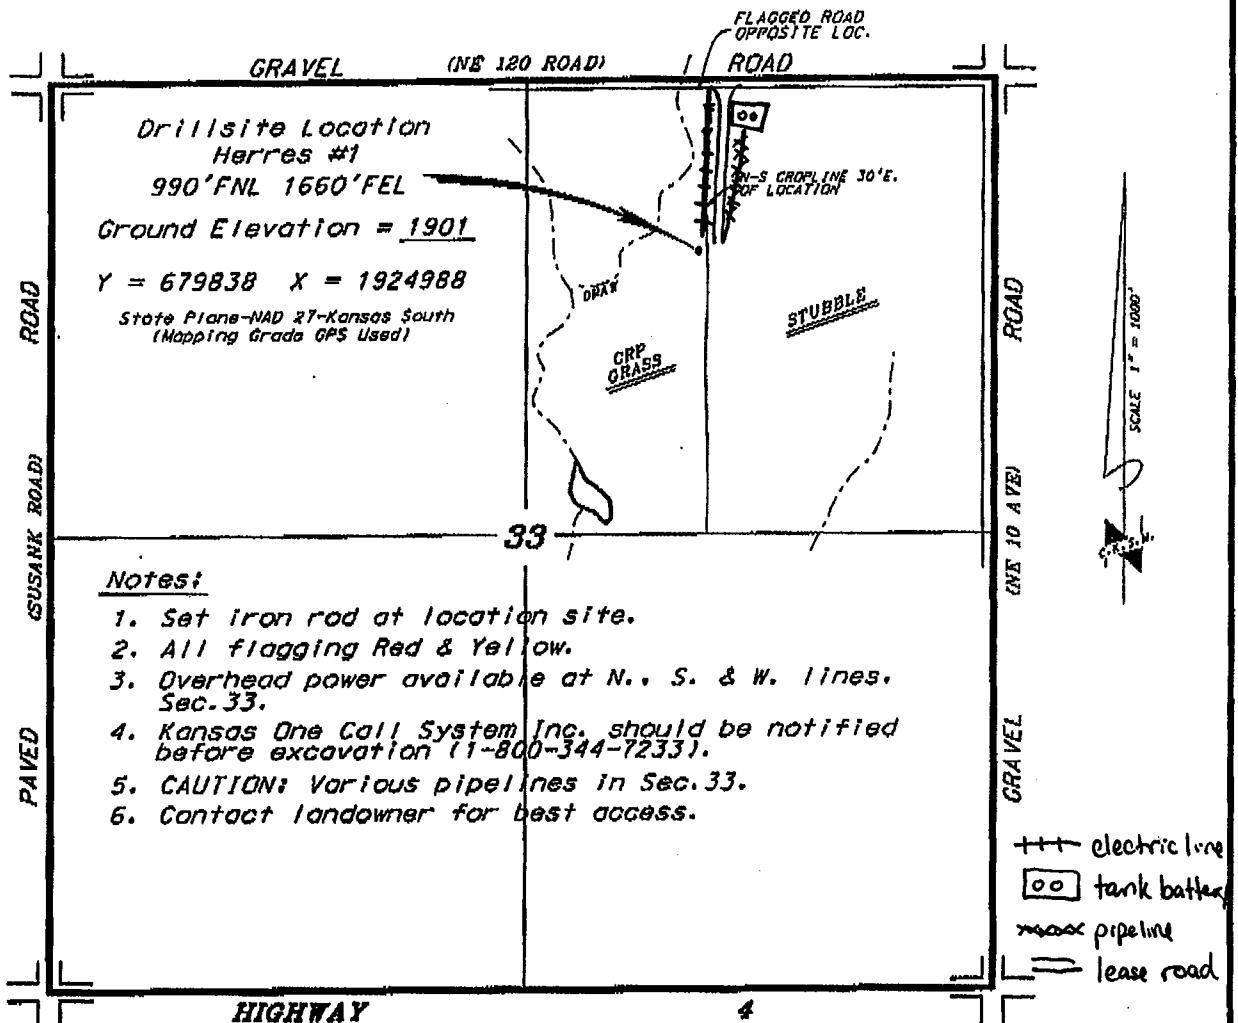 FLAGGED ROAD
OPPOSITE LOC.
GRAVEL (NE 120 ROAD) ROAD
Drillsite Location
Herres #1
990'FNL 1660'FEL
Ground Elevation = 1901
Y = 679838 X = 1924988
State Plane-NAD 27-Kansas South
(Mapping Grade GPS Used)
N-S CROPLINE 30'E.
OF LOCATION
DRAW
STUBBLE
CRP
GRASS
ROAD
(SUSANK ROAD)
PAVED
ROAD
(NE 10 AVE)
GRAVEL
SCALE 1" = 1000'
C.K.S.W.
33
Notes:
1. Set iron rod at location site.
2. All flagging Red & Yellow.
3. Overhead power available at N., S. & W. lines,
Sec.33.
4. Kansas One Call System Inc. should be notified
before excavation (1-800-344-7233).
5. CAUTION: Various pipelines in Sec.33.
6. Contact landowner for best access.
electric line
tank battery
pipeline
lease road
HIGHWAY 4